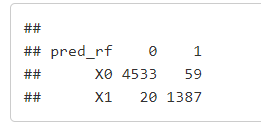 ##
## pred_rf    0    1
##      X0 4533   59
##      X1   20 1387